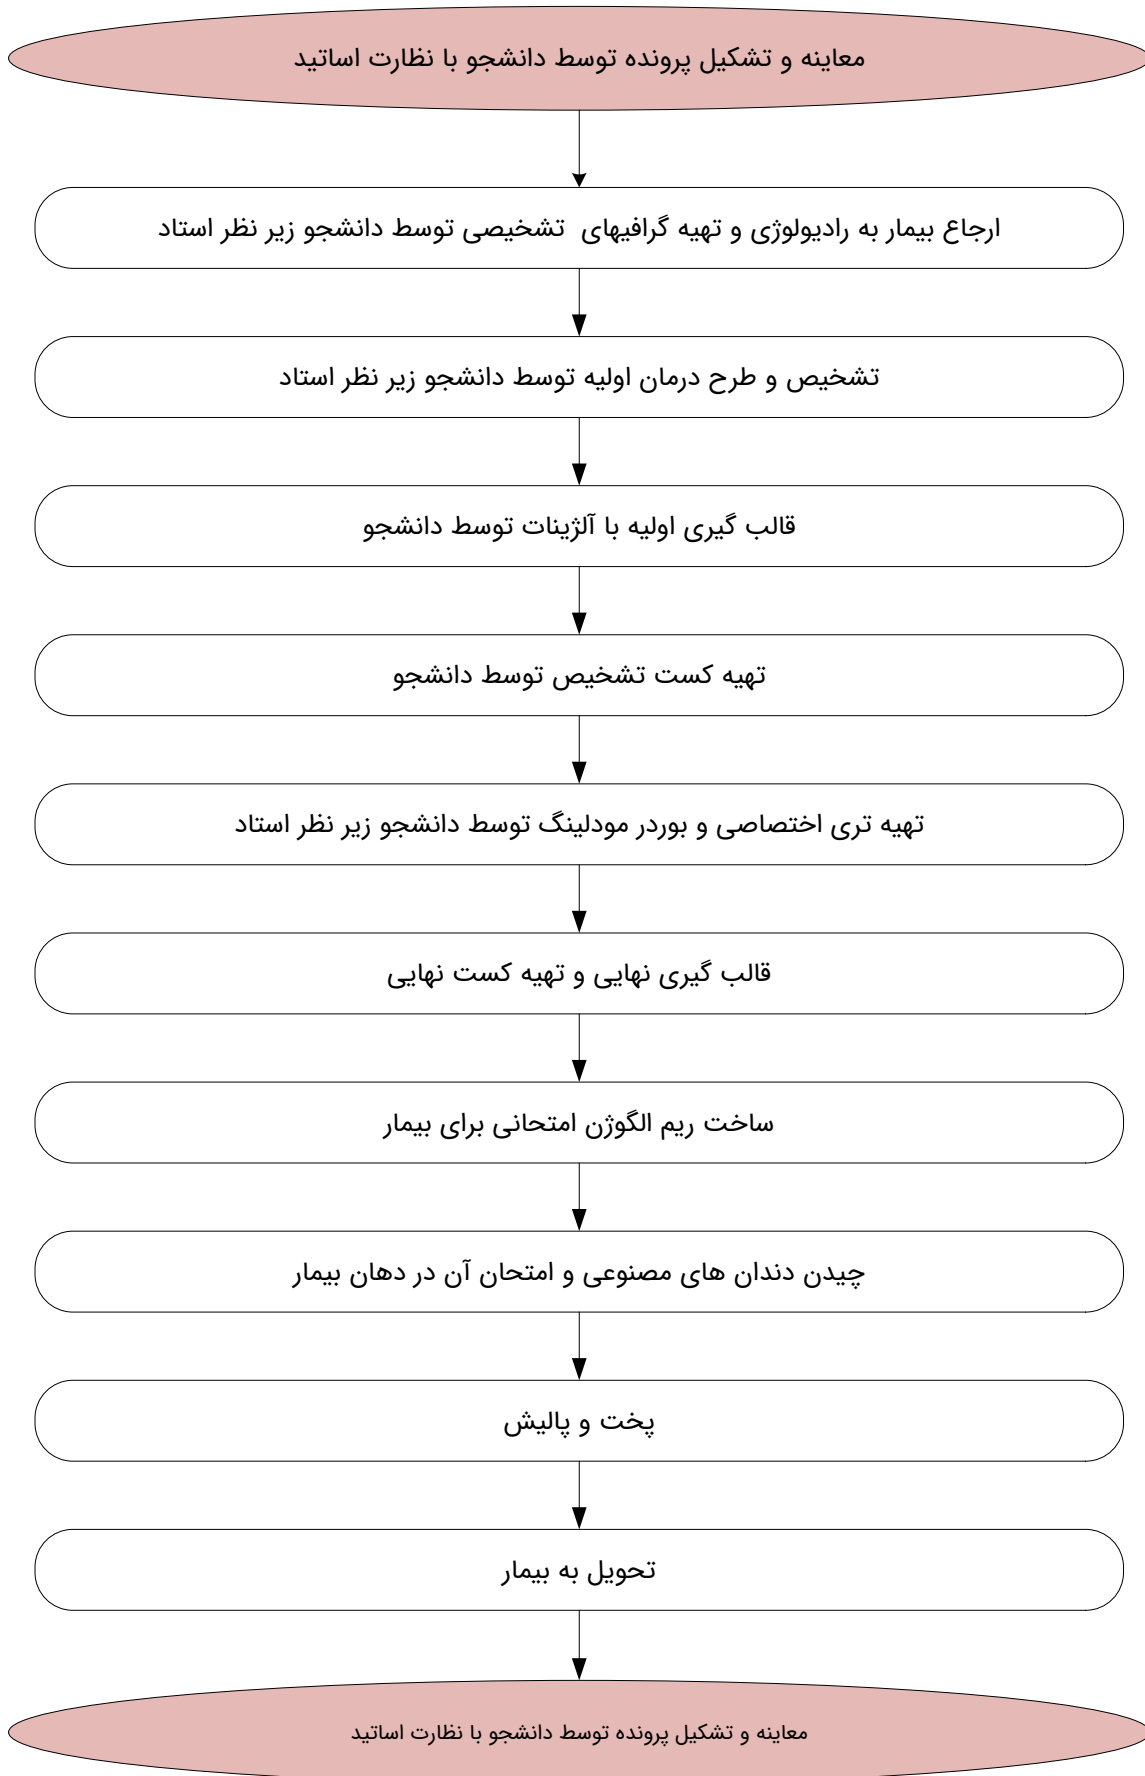 معاینه و تشکیل پرونده توسط دانشجو با نظارت اساتید
ارجاع بیمار به رادیولوژی و تهیه گرافیهای تشخیصی توسط دانشجو زیر نظر استاد
تشخیص و طرح درمان اولیه توسط دانشجو زیر نظر استاد
قالب گیری اولیه با آلژینات توسط دانشجو
تهیه کست تشخیص توسط دانشجو
تهیه تری اختصاصی و بوردر مودلینگ توسط دانشجو زیر نظر استاد
قالب گیری نهایی و تهیه کست نهایی
ساخت ریم الگوژن امتحانی برای بیمار
چیدن دندان های مصنوعی و امتحان آن در دهان بیمار
پخت و پالیش
تحویل به بیمار
معاینه و تشکیل پرونده توسط دانشجو با نظارت اساتید